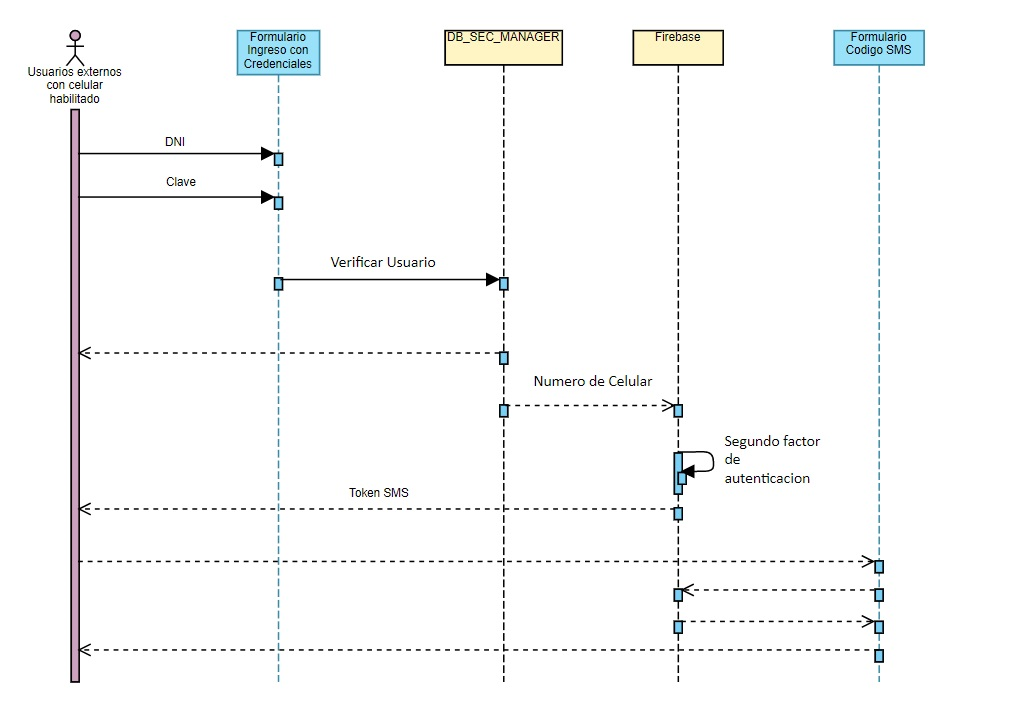 Usuarios externos
con celular
habilitado
Formulario
Ingreso con
Credenciales
DB_SEC_MANAGER
Firebase
Formulario
Codigo SMS
DNI
Clave
Verificar Usuario
Numero de Celular
Segundo factor
de
autenticacion
Token SMS